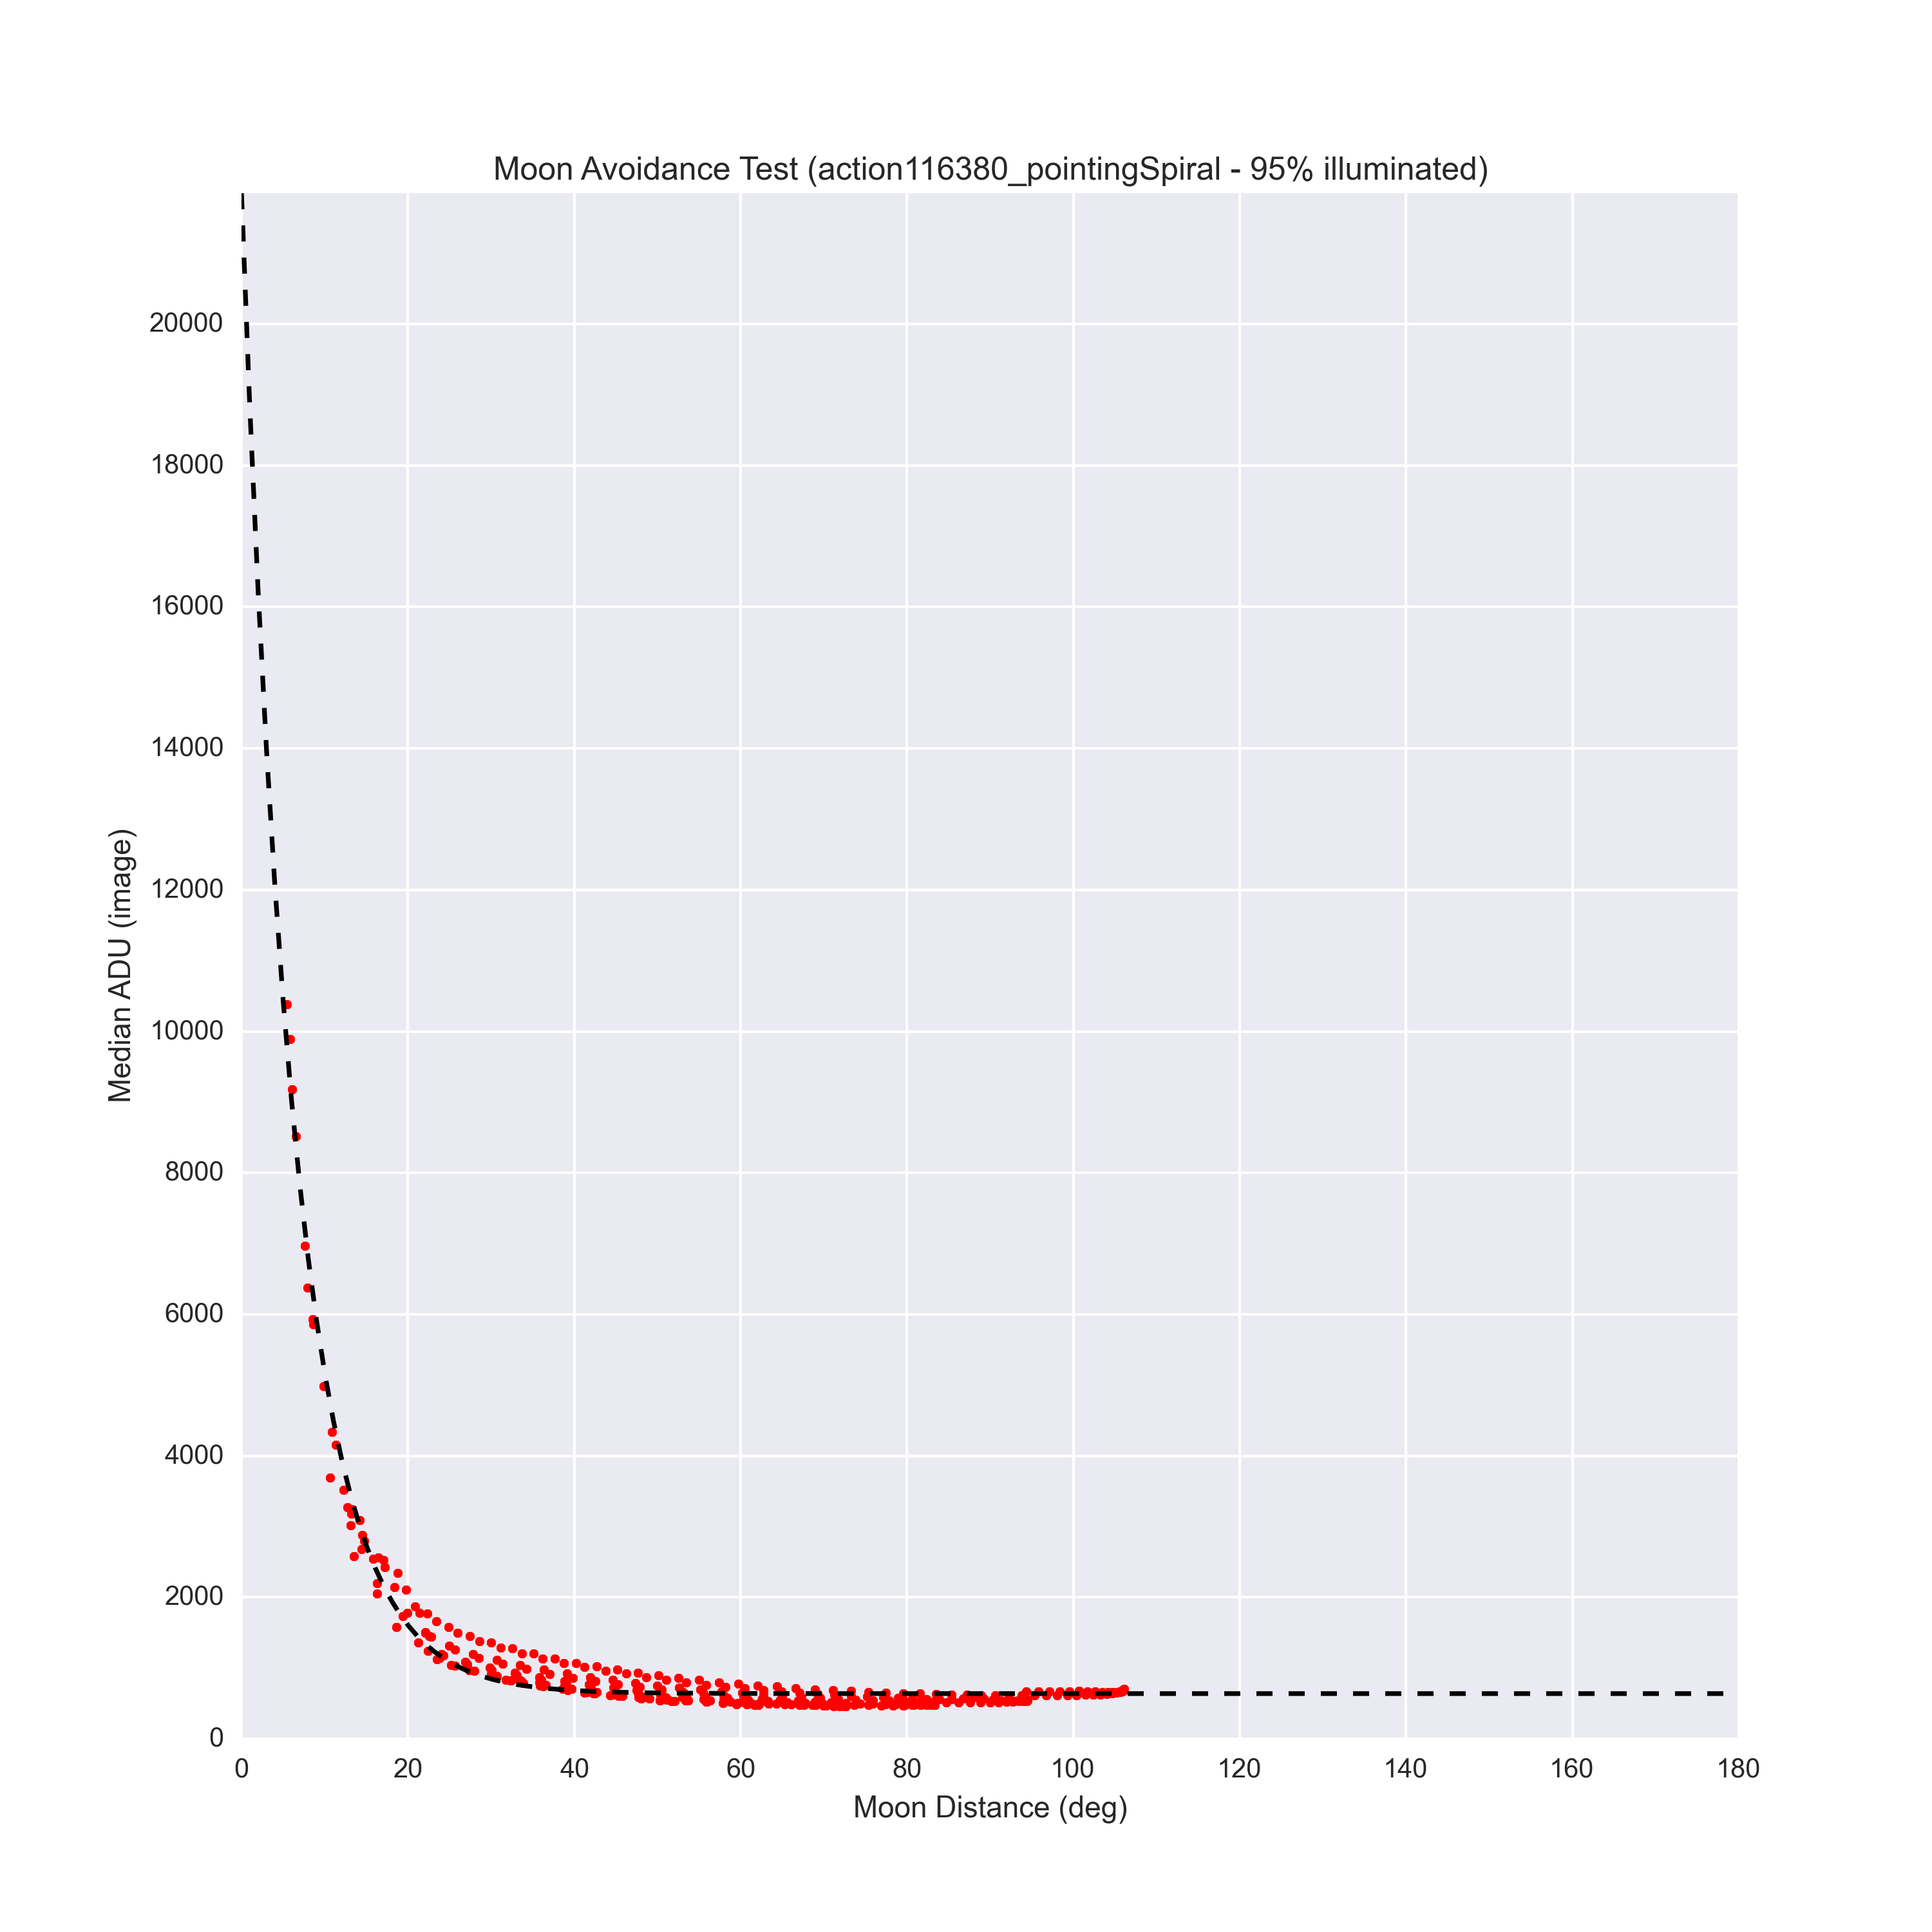 Moon Avoidance Test (action116380_pointingSpiral - 95% illuminated)
20000
18000
16000
14000
12000
10000
8000
6000
4000
2000
0
Median ADU (image)
0 20 40 60 80 100 120 140 160 180
Moon Distance (deg)